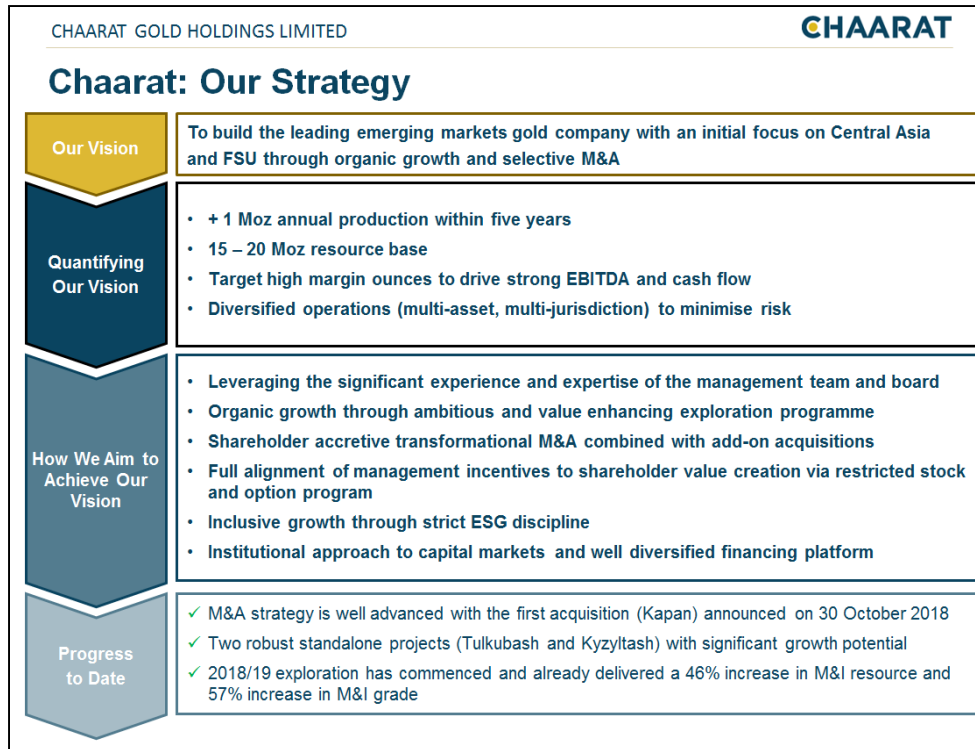 CHAARAT GOLD HOLDINGS LIMITED
CHAARAT
Chaarat: Our Strategy
Our Vision
To build the leading emerging markets gold company with an initial focus on Central Asia
and FSU through organic growth and selective M&A
Quantifying
Our Vision
• + 1 Moz annual production within five years
• 15 – 20 Moz resource base
• Target high margin ounces to drive strong EBITDA and cash flow
• Diversified operations (multi-asset, multi-jurisdiction) to minimise risk
How We Aim to
Achieve Our
Vision
• Leveraging the significant experience and expertise of the management team and board
• Organic growth through ambitious and value enhancing exploration programme
• Shareholder accretive transformational M&A combined with add-on acquisitions
• Full alignment of management incentives to shareholder value creation via restricted stock
and option program
• Inclusive growth through strict ESG discipline
• Institutional approach to capital markets and well diversified financing platform
Progress
to Date
✓ M&A strategy is well advanced with the first acquisition (Kapan) announced on 30 October 2018
✓ Two robust standalone projects (Tulkubash and Kyzyltash) with significant growth potential
✓ 2018/19 exploration has commenced and already delivered a 46% increase in M&I resource and
57% increase in M&I grade